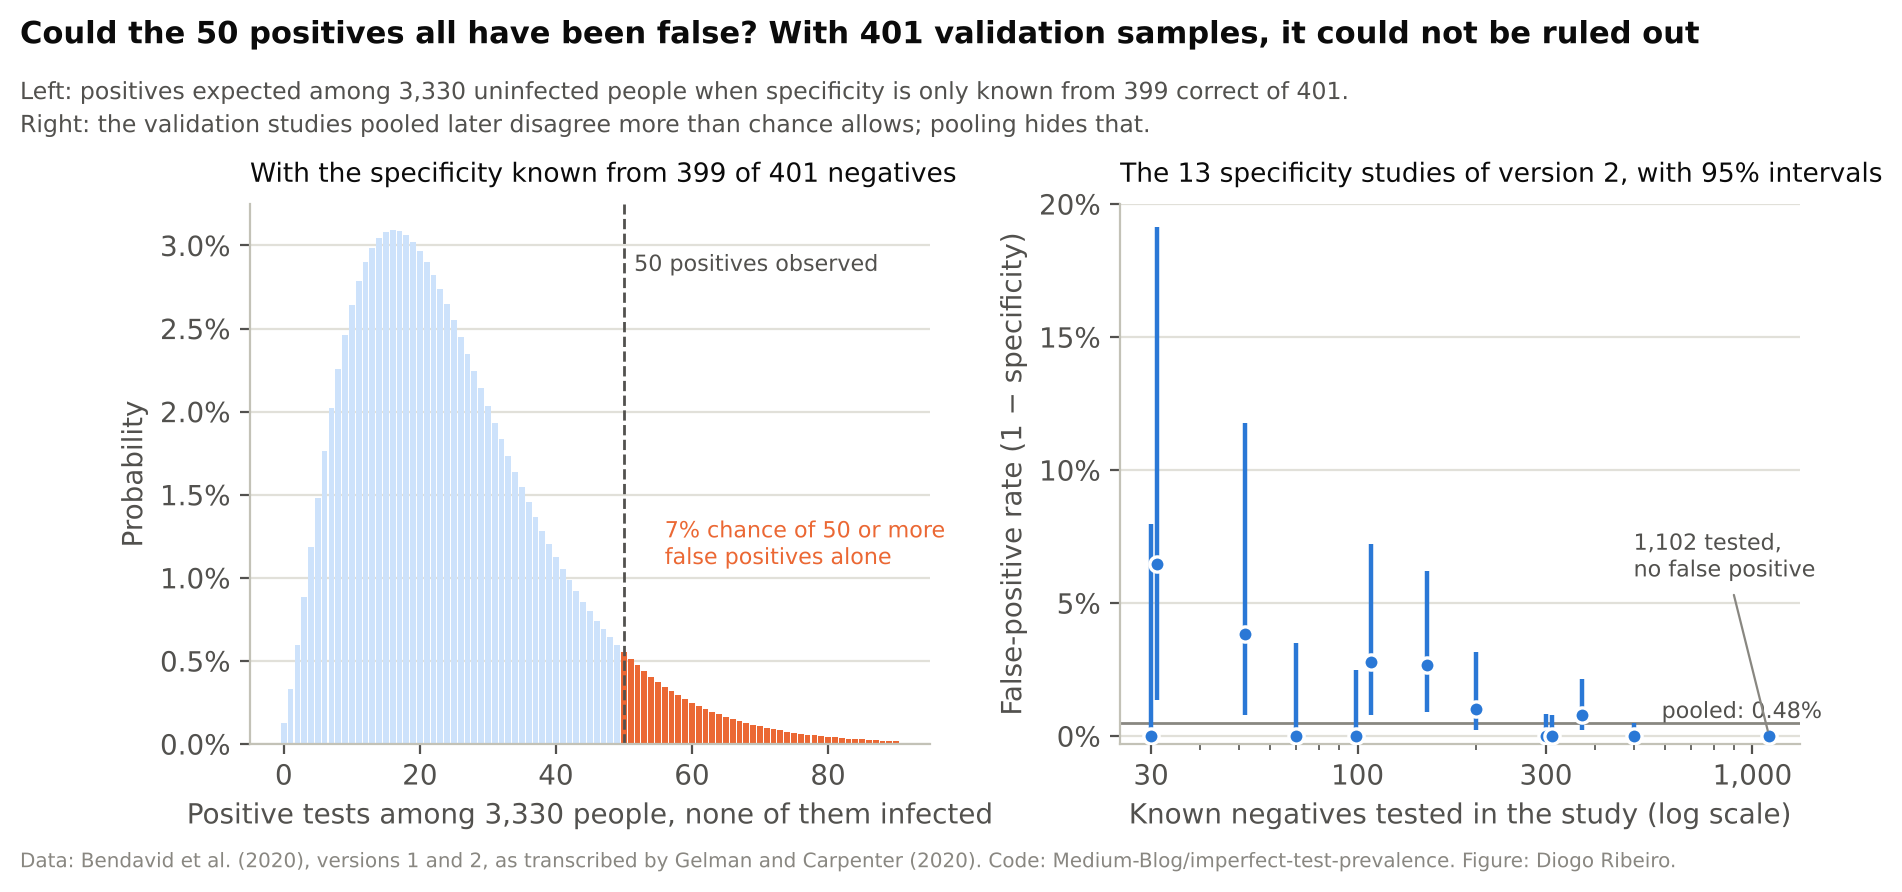 Could the 50 positives all have been false? With 401 validation samples, it could not be ruled out
Left: positives expected among 3,330 uninfected people when specificity is only known from 399 correct of 401.
Right: the validation studies pooled later disagree more than chance allows; pooling hides that.
With the specificity known from 399 of 401 negatives
Probability
3.0%
2.5%
2.0%
1.5%
1.0%
0.5%
0.0%
50 positives observed
7% chance of 50 or more
false positives alone
0
20
40
60
80
Positive tests among 3,330 people, none of them infected
The 13 specificity studies of version 2, with 95% intervals
False-positive rate (1 − specificity)
20%
15%
10%
5%
0%
1,102 tested,
no false positive
pooled: 0.48%
30
100
300
1,000
Known negatives tested in the study (log scale)
Data: Bendavid et al. (2020), versions 1 and 2, as transcribed by Gelman and Carpenter (2020). Code: Medium-Blog/imperfect-test-prevalence. Figure: Diogo Ribeiro.